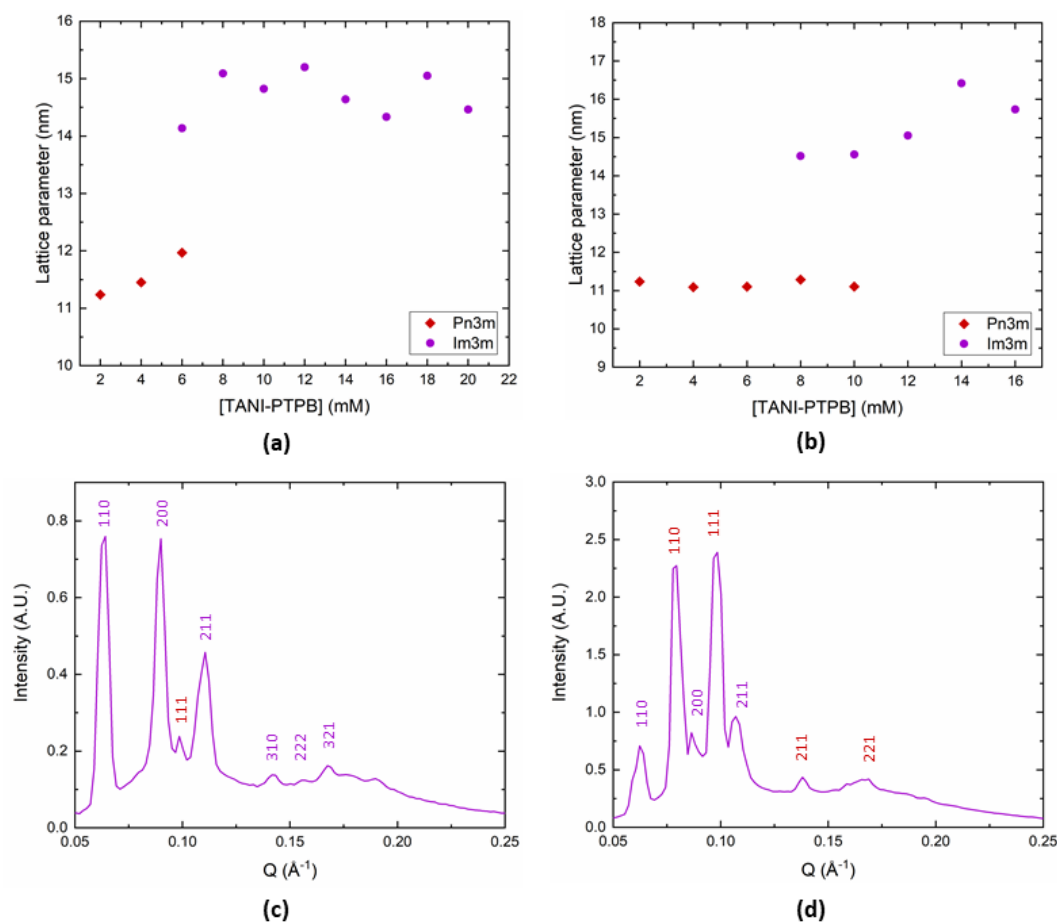 16
15
14
13
12
11
10
2 4 6 8 10 12 14 16 18 20 22
Lattice parameter (nm)
[TANI-PTPB] (mM)
Pn3m
Im3m
(a)
18
17
16
15
14
13
12
11
10
9
2 4 6 8 10 12 14 16
Lattice parameter (nm)
[TANI-PTPB] (mM)
Pn3m
Im3m
(b)
0.8
0.6
0.4
0.2
0.0
0.05 0.10 0.15 0.20 0.25
Intensity (A.U.)
Q (Å-1)
110
200
111
211
310
222
321
(c)
3.0
2.5
2.0
1.5
1.0
0.5
0.0
0.05 0.10 0.15 0.20 0.25
Intensity (A.U.)
Q (Å-1)
110
110
200
111
211
211
221
(d)